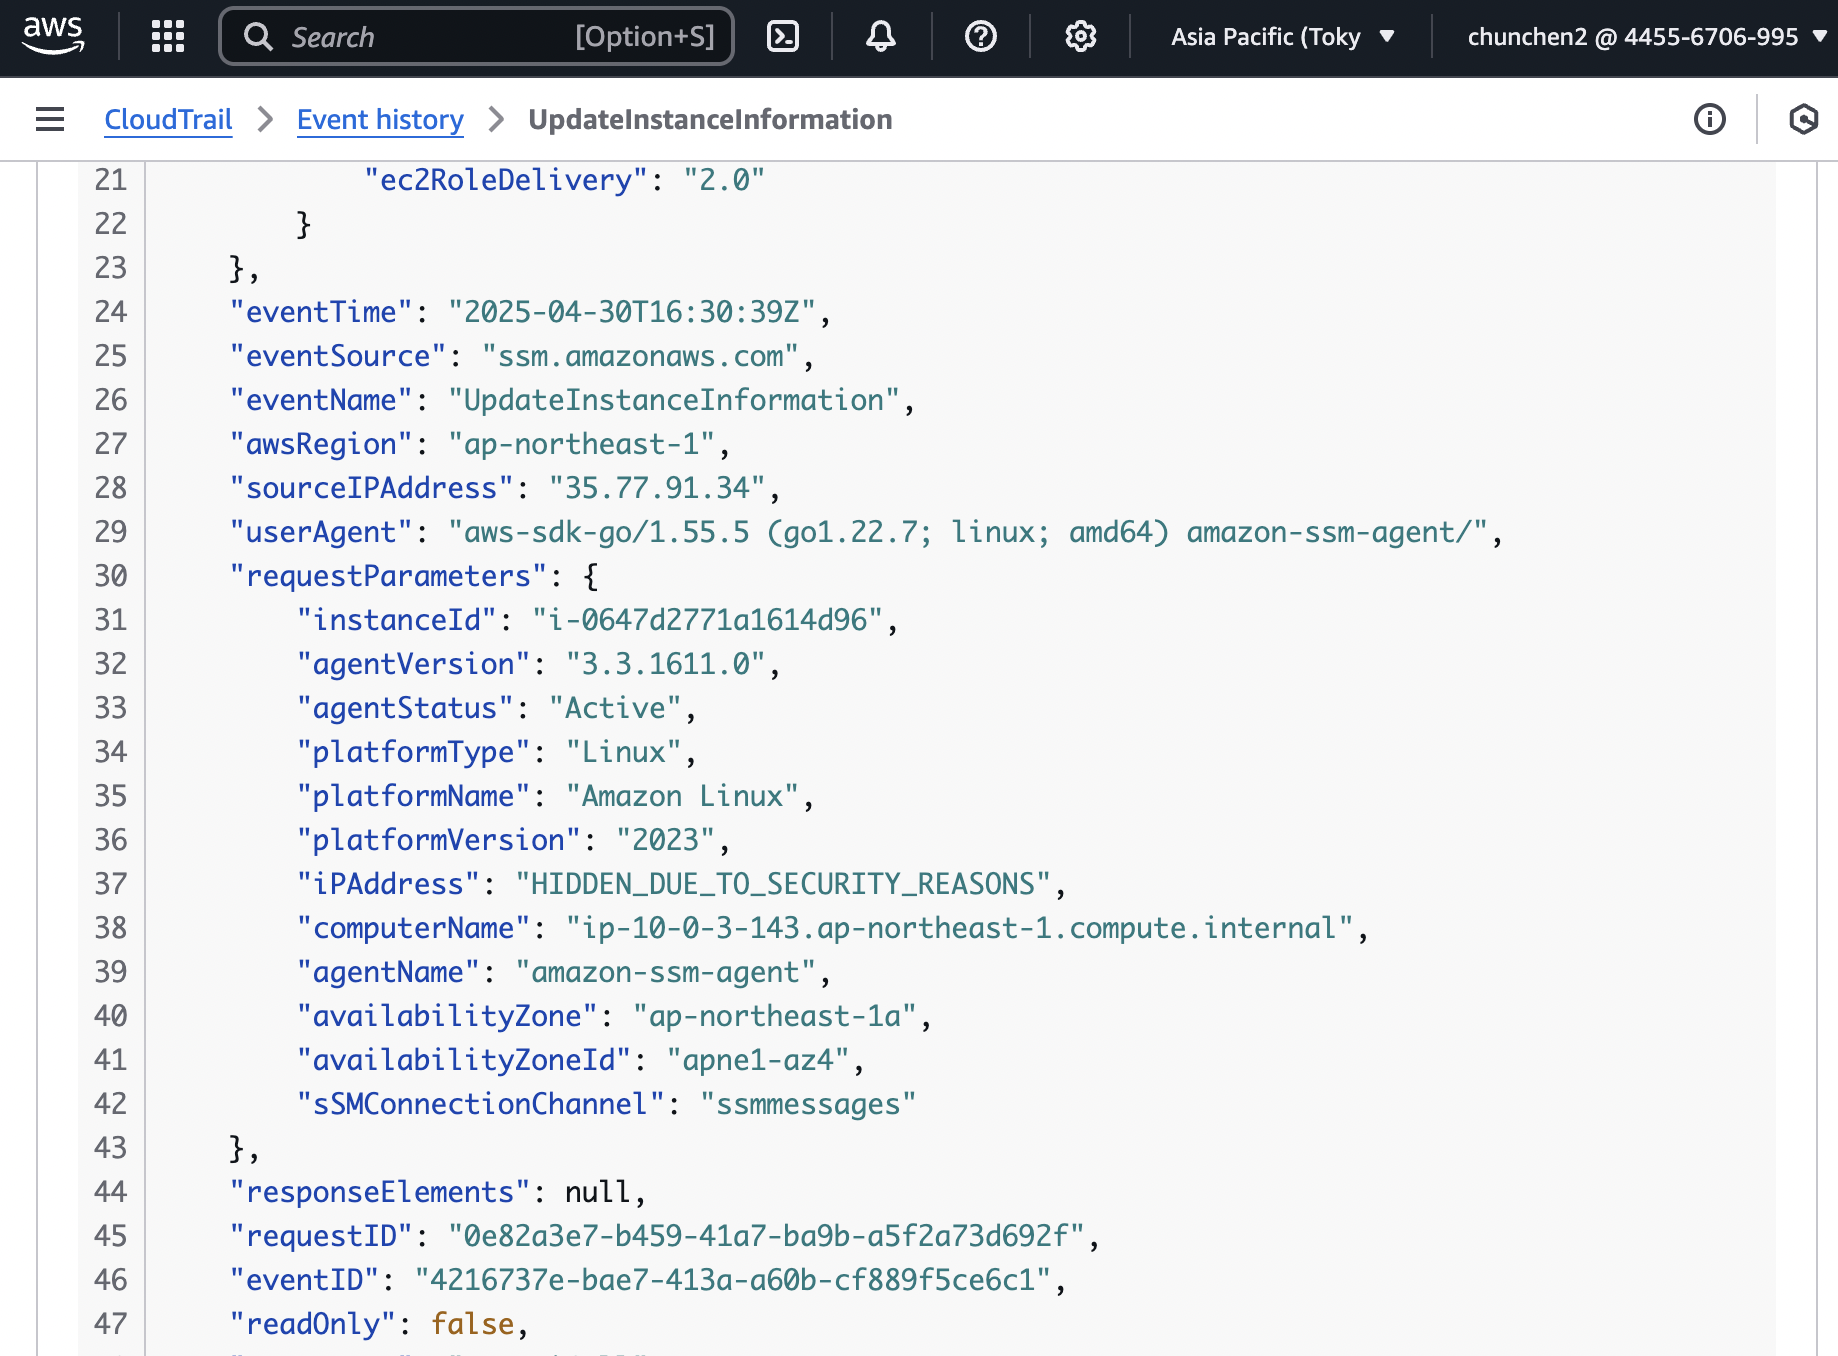 aws
Search [Option+S]
Asia Pacific (Toky
chunchen2 @ 4455-6706-995
CloudTrail > Event history > UpdateInstanceInformation
21 "ec2RoleDelivery": "2.0"
22 }
23 },
24 "eventTime": "2025-04-30T16:30:39Z",
25 "eventSource": "ssm.amazonaws.com",
26 "eventName": "UpdateInstanceInformation",
27 "awsRegion": "ap-northeast-1",
28 "sourceIPAddress": "35.77.91.34",
29 "userAgent": "aws-sdk-go/1.55.5 (go1.22.7; linux; amd64) amazon-ssm-agent/",
30 "requestParameters": {
31 "instanceId": "i-0647d2771a1614d96",
32 "agentVersion": "3.3.1611.0",
33 "agentStatus": "Active",
34 "platformType": "Linux",
35 "platformName": "Amazon Linux",
36 "platformVersion": "2023",
37 "iPAddress": "HIDDEN_DUE_TO_SECURITY_REASONS",
38 "computerName": "ip-10-0-3-143.ap-northeast-1.compute.internal",
39 "agentName": "amazon-ssm-agent",
40 "availabilityZone": "ap-northeast-1a",
41 "availabilityZoneId": "apne1-az4",
42 "sSMConnectionChannel": "ssmmessages"
43 },
44 "responseElements": null,
45 "requestID": "0e82a3e7-b459-41a7-ba9b-a5f2a73d692f",
46 "eventID": "4216737e-bae7-413a-a60b-cf889f5ce6c1",
47 "readOnly": false,